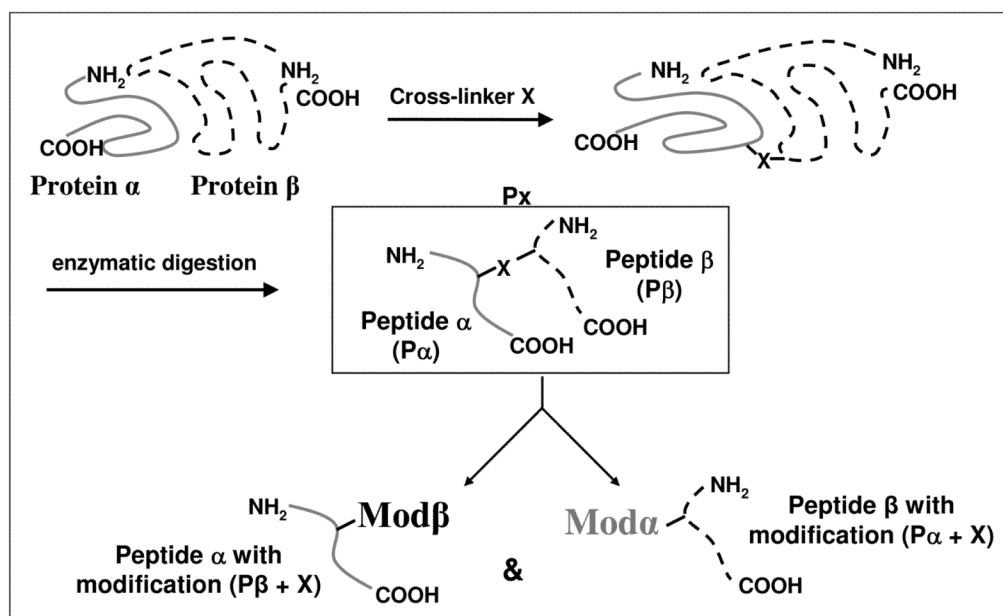 NH₂
NH₂
COOH
COOH
Protein α
Protein β
Cross-linker X
NH₂
NH₂
COOH
COOH
X
Px
enzymatic digestion
NH₂
NH₂
X
Peptide β
(Pβ)
Peptide α
(Pα)
COOH
COOH
NH₂
Modβ
Peptide α with
modification (Pβ + X)
COOH
&
NH₂
Modα
Peptide β with
modification (Pα + X)
COOH